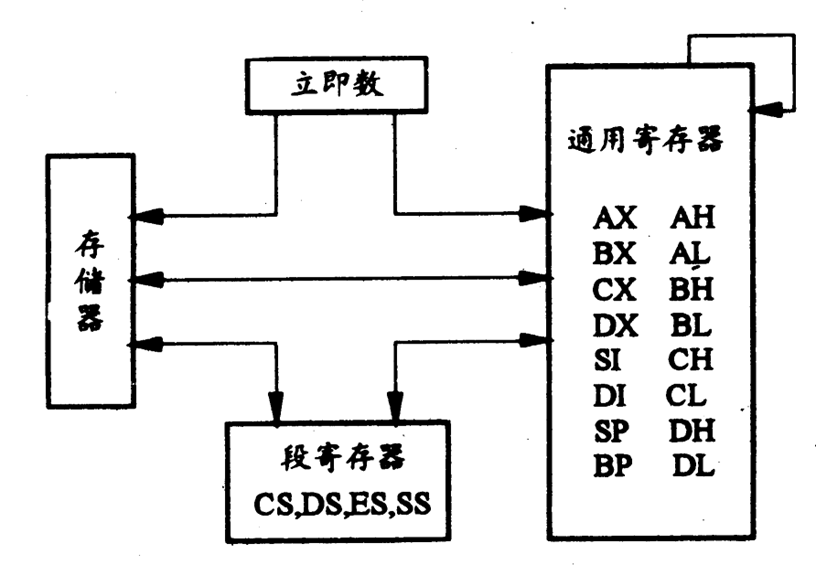 立即数
通用寄存器
AX AH
BX AL
CX BH
DX BL
SI CH
DI CL
SP DH
BP DL
存
储
器
段寄存器
CS,DS,ES,SS